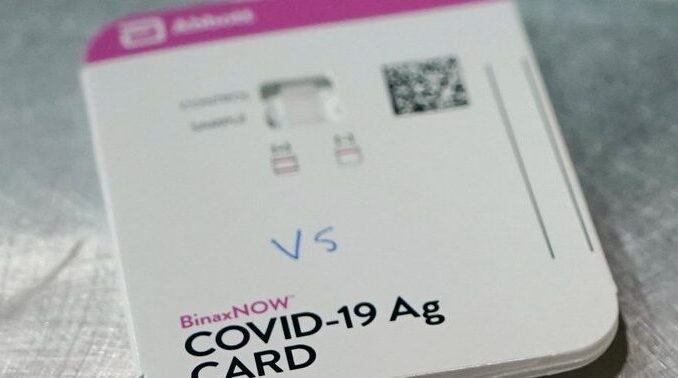 Abbott
CONTROL
SAMPLE
VS
BinaxNOW™
COVID-19 Ag
CARD